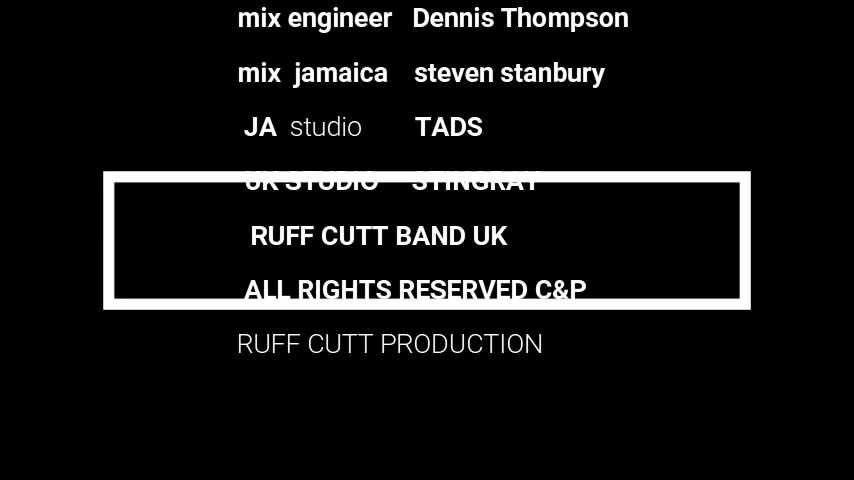 mix engineer Dennis Thompson
mix jamaica steven stanbury
JA studio TADS
UK STUDIO STINGRAY
RUFF CUTT BAND UK
ALL RIGHTS RESERVED C&P
RUFF CUTT PRODUCTION